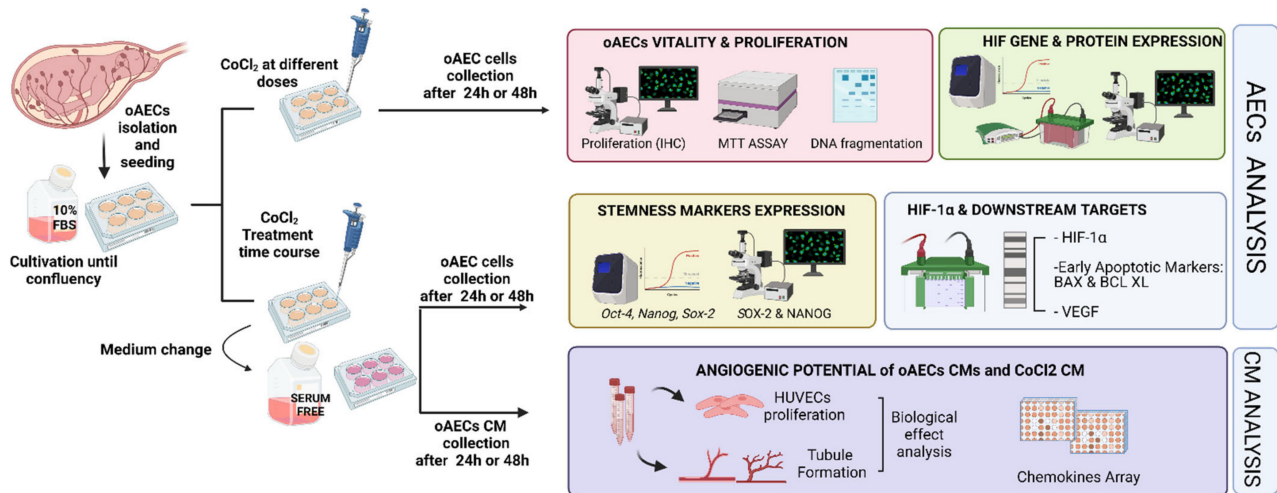 oAECs
isolation
and
seeding
10%
FBS
Cultivation until
confluency
CoCl₂ at different
doses
oAEC cells
collection
after 24h or 48h
CoCl₂
Treatment
time course
Medium change
SERUM
FREE
oAEC cells
collection
after 24h or 48h
oAECs CM
collection
after 24h or 48h
oAECs VITALITY & PROLIFERATION
Proliferation (IHC)
MTT ASSAY
DNA fragmentation
HIF GENE & PROTEIN EXPRESSION
STEMNESS MARKERS EXPRESSION
Oct-4, Nanog, Sox-2
SOX-2 & NANOG
HIF-1α & DOWNSTREAM TARGETS
- HIF-1α
-Early Apoptotic Markers:
BAX & BCL XL
- VEGF
AECs ANALYSIS
ANGIOGENIC POTENTIAL of oAECs CMs and CoCl2 CM
HUVECs
proliferation
Tubule
Formation
Biological
effect
analysis
Chemokines Array
CM ANALYSIS